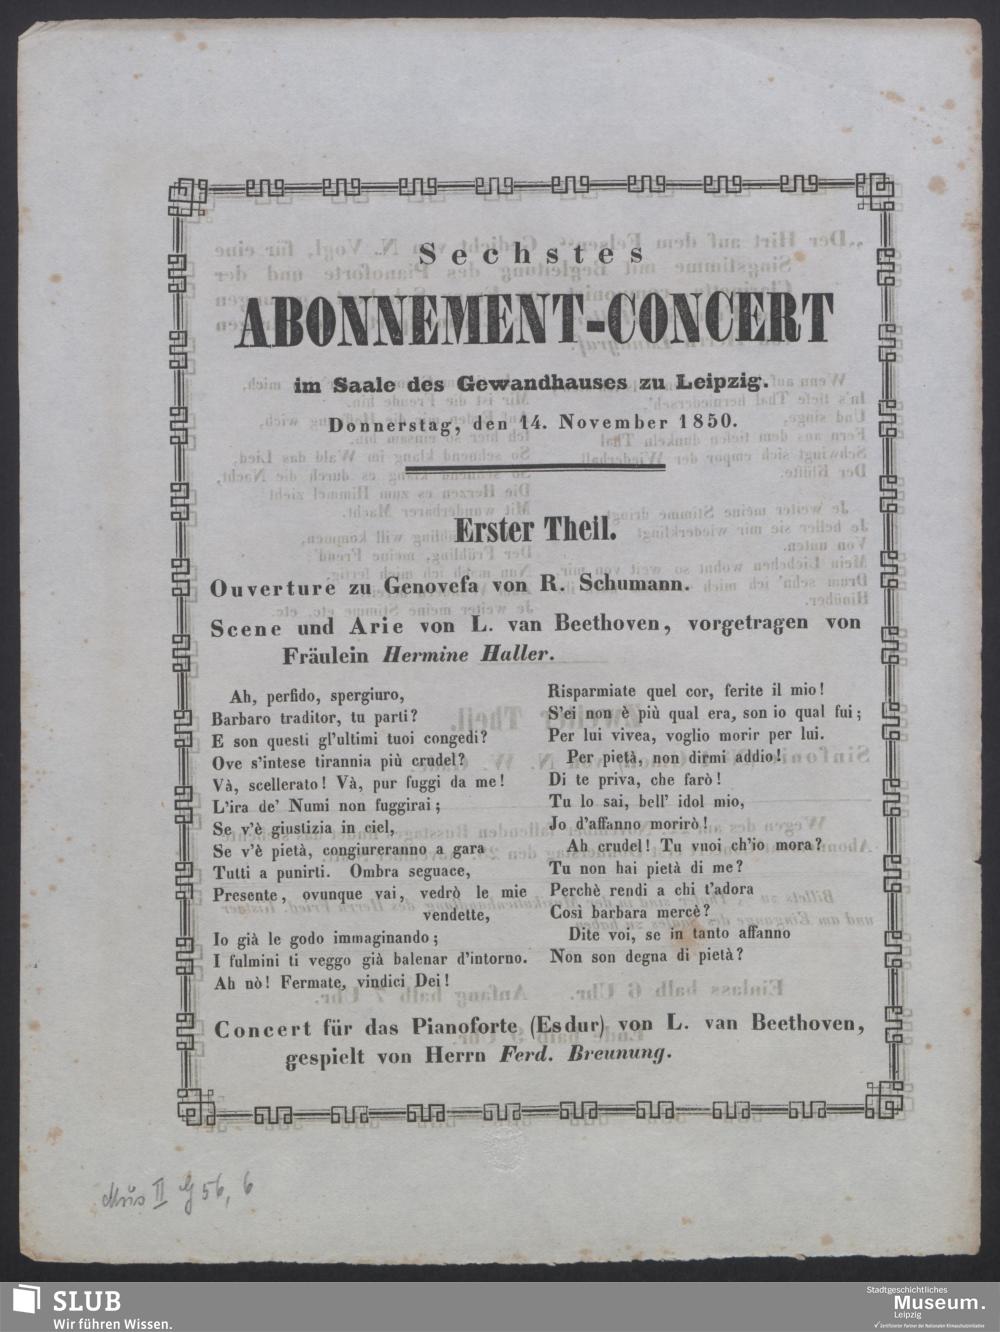 Sechstes
ABONNEMENT-CONCERT
im Saale des Gewandhauses zu Leipzig.
Donnerstag, den 14. November 1850.
Erster Theil.
Ouverture zu Genovefa von R. Schumann.
Scene und Arie von L. van Beethoven, vorgetragen von
Fräulein Hermine Haller.
Ah, perfido, spergiuro,
Barbaro traditor, tu parti?
E son questi gl'ultimi tuoi congedi?
Ove s'intese tirannia più crudel?
Và, scellerato! Và, pur fuggi da me!
L'ira de' Numi non fuggirai;
Se v'è giustizia in ciel,
Se v'è pietà, congiureranno a gara
Tutti a punirti. Ombra seguace,
Presente, ovunque vai, vedrò le mie
vendette,
Io già le godo immaginando;
I fulmini ti veggo già balenar d'intorno.
Ah nò! Fermate, vindici Dei!
Risparmiate quel cor, ferite il mio!
S'ei non è più qual era, son io qual fui;
Per lui vivea, voglio morir per lui.
Per pietà, non dirmi addio!
Di te priva, che farò!
Tu lo sai, bell' idol mio,
Jo d'affanno morirò!
Ah crudel! Tu vuoi ch'io mora?
Tu non hai pietà di me?
Perchè rendi a chi t'adora
Così barbara mercè?
Dite voi, se in tanto affanno
Non son degna di pietà?
Concert für das Pianoforte (Esdur) von L. van Beethoven,
gespielt von Herrn Ferd. Breunung.
Mus II G 56, 6
SLUB
Wir führen Wissen.
Stadtgeschichtliches
Museum.
Leipzig
Zertifizierter Partner der Nationalen Klimaschutzinitiative